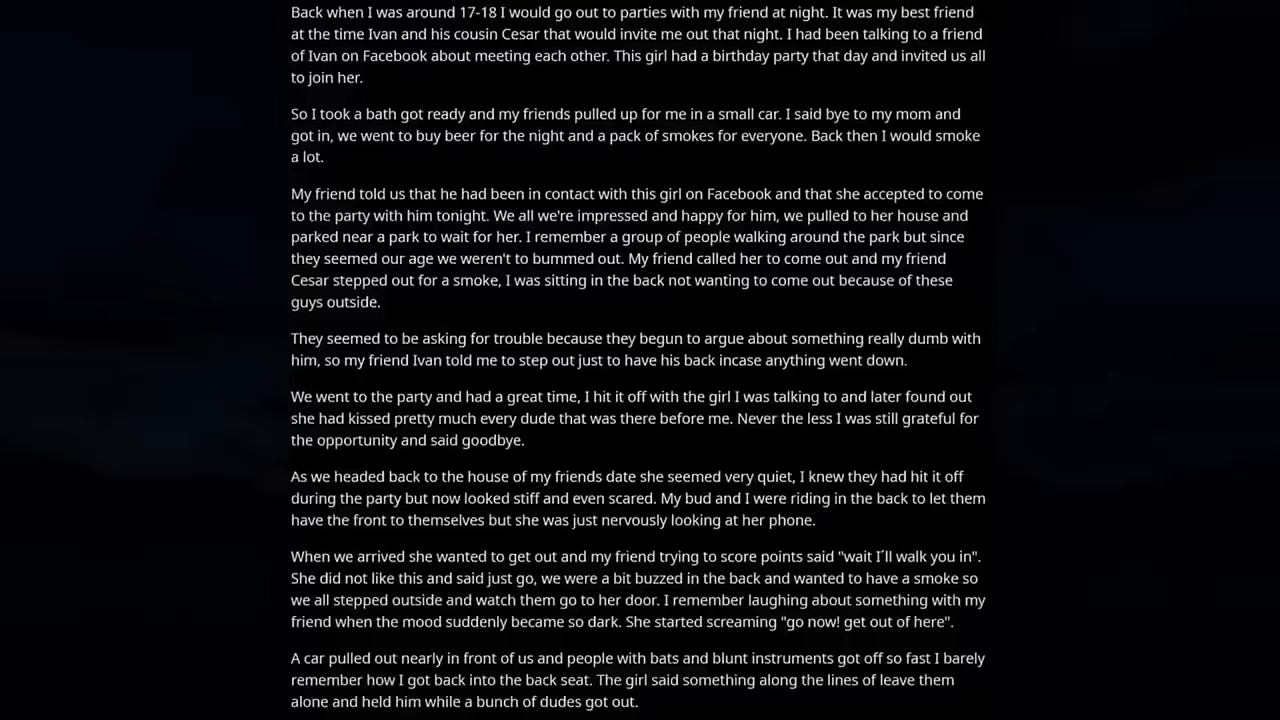 Back when I was around 17-18 I would go out to parties with my friend at night. It was my best friend
at the time Ivan and his cousin Cesar that would invite me out that night. I had been talking to a friend
of Ivan on Facebook about meeting each other. This girl had a birthday party that day and invited us all
to join her.
So I took a bath got ready and my friends pulled up for me in a small car. I said bye to my mom and
got in, we went to buy beer for the night and a pack of smokes for everyone. Back then I would smoke
a lot.
My friend told us that he had been in contact with this girl on Facebook and that she accepted to come
to the party with him tonight. We all we're impressed and happy for him, we pulled to her house and
parked near a park to wait for her. I remember a group of people walking around the park but since
they seemed our age we weren't to bummed out. My friend called her to come out and my friend
Cesar stepped out for a smoke, I was sitting in the back not wanting to come out because of these
guys outside.
They seemed to be asking for trouble because they begun to argue about something really dumb with
him, so my friend Ivan told me to step out just to have his back incase anything went down.
We went to the party and had a great time, I hit it off with the girl I was talking to and later found out
she had kissed pretty much every dude that was there before me. Never the less I was still grateful for
the opportunity and said goodbye.
As we headed back to the house of my friends date she seemed very quiet, I knew they had hit it off
during the party but now looked stiff and even scared. My bud and I were riding in the back to let them
have the front to themselves but she was just nervously looking at her phone.
When we arrived she wanted to get out and my friend trying to score points said "wait I´ll walk you in".
She did not like this and said just go, we were a bit buzzed in the back and wanted to have a smoke so
we all stepped outside and watch them go to her door. I remember laughing about something with my
friend when the mood suddenly became so dark. She started screaming "go now! get out of here".
A car pulled out nearly in front of us and people with bats and blunt instruments got off so fast I barely
remember how I got back into the back seat. The girl said something along the lines of leave them
alone and held him while a bunch of dudes got out.